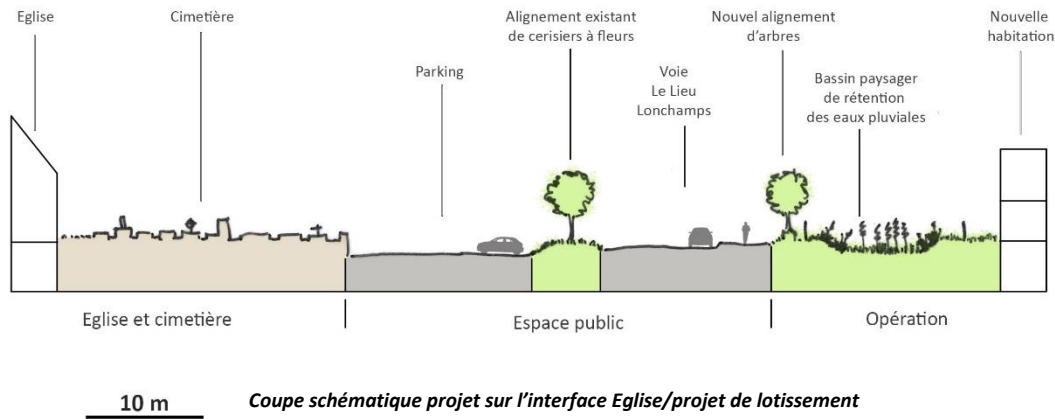 Eglise
Cimetière
Alignement existant
de cerisiers à fleurs
Nouvel alignement
d'arbres
Nouvelle
habitation
Parking
Voie
Le Lieu
Lonchamps
Bassin paysager
de rétention
des eaux pluviales
Eglise et cimetière
Espace public
Opération
10 m
Coupe schématique projet sur l'interface Eglise/projet de lotissement